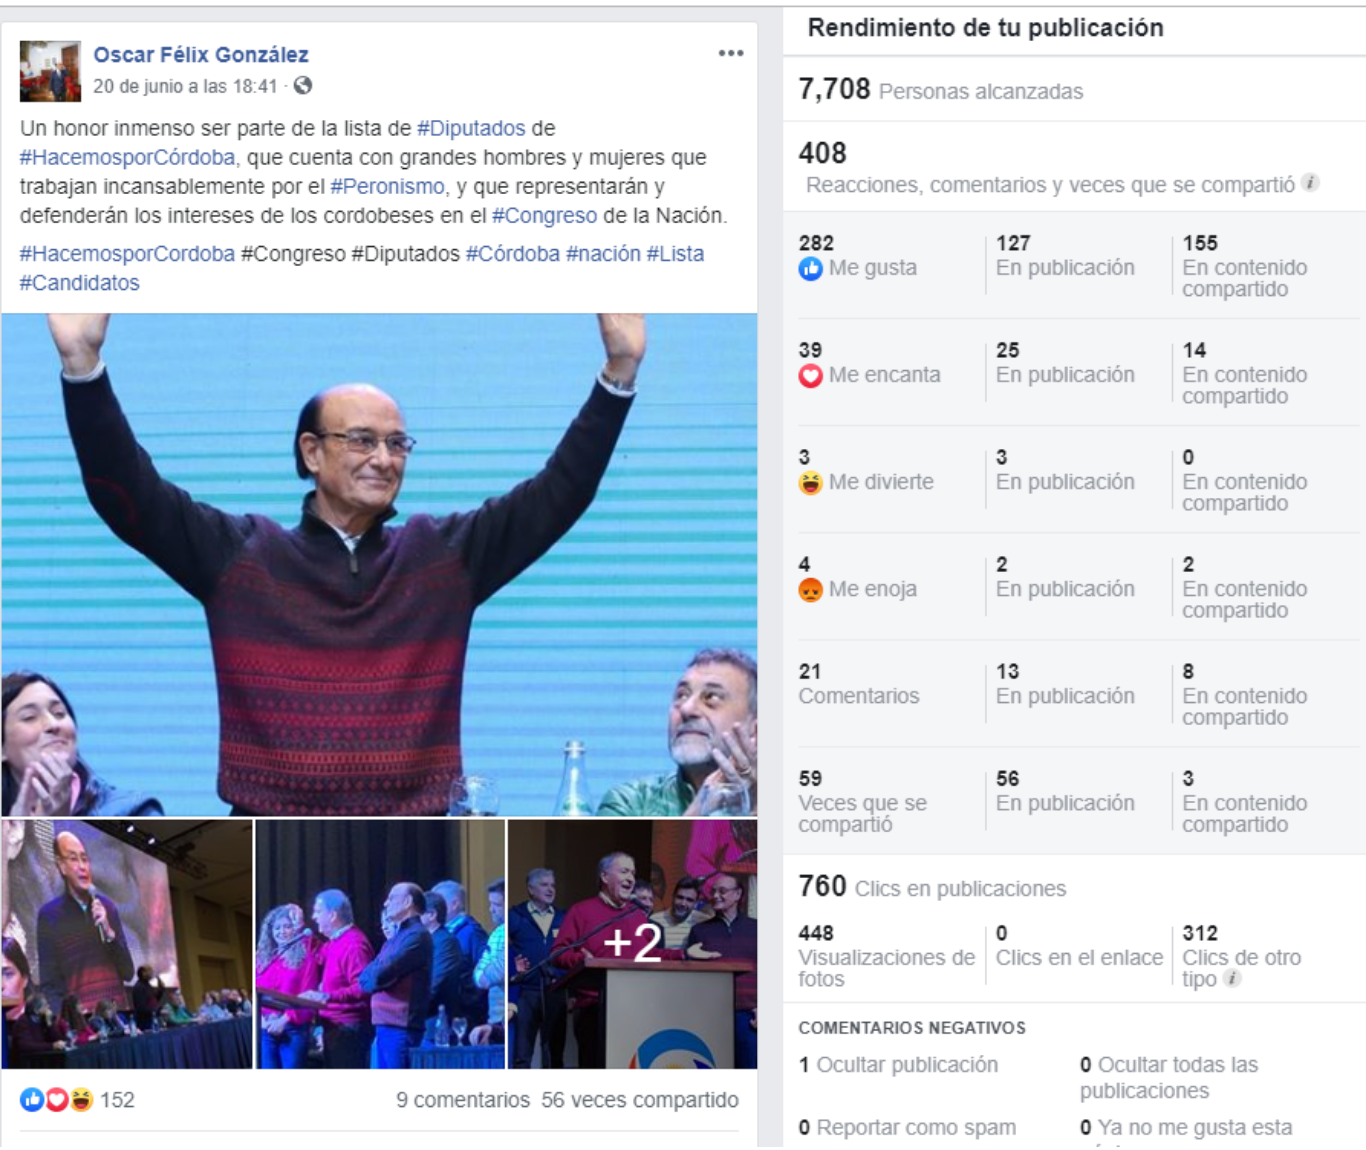 Oscar Félix González
20 de junio a las 18:41 ·
Un honor inmenso ser parte de la lista de #Diputados de
#HacemosporCórdoba, que cuenta con grandes hombres y mujeres que
trabajan incansablemente por el #Peronismo, y que representarán y
defenderán los intereses de los cordobeses en el #Congreso de la Nación.
#HacemosporCordoba #Congreso #Diputados #Córdoba #nación #Lista
#Candidatos
+2
152
9 comentarios 56 veces compartido
Rendimiento de tu publicación
7,708 Personas alcanzadas
408
Reacciones, comentarios y veces que se compartió
282
Me gusta
127
En publicación
155
En contenido
compartido
39
Me encanta
25
En publicación
14
En contenido
compartido
3
Me divierte
3
En publicación
0
En contenido
compartido
4
Me enoja
2
En publicación
2
En contenido
compartido
21
Comentarios
13
En publicación
8
En contenido
compartido
59
Veces que se
compartió
56
En publicación
3
En contenido
compartido
760 Clics en publicaciones
448
Visualizaciones de
fotos
0
Clics en el enlace
312
Clics de otro
tipo
COMENTARIOS NEGATIVOS
1 Ocultar publicación
0 Ocultar todas las
publicaciones
0 Reportar como spam
0 Ya no me gusta esta